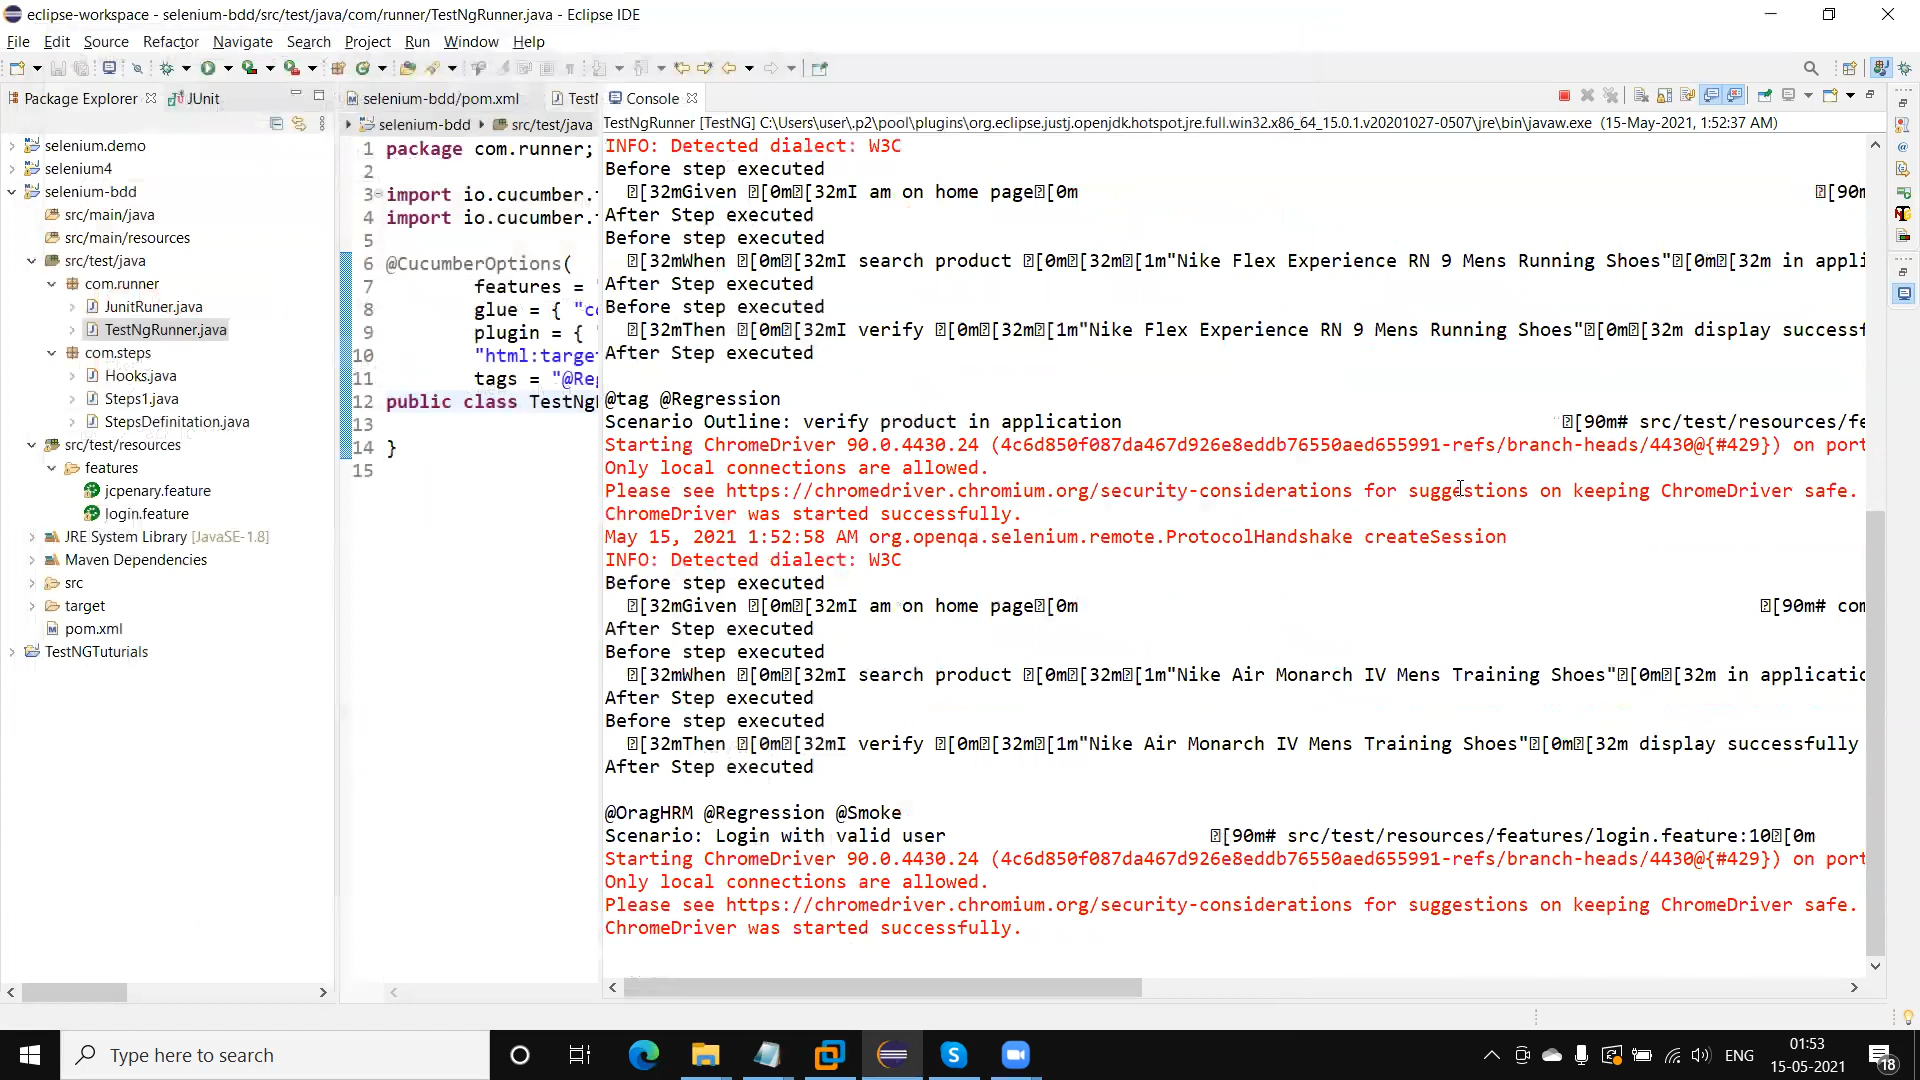 eclipse-workspace - selenium-bdd/src/test/java/com/runner/TestNgRunner.java - Eclipse IDE
File Edit Source Refactor Navigate Search Project Run Window Help
Package Explorer JUnit
selenium.demo
selenium4
selenium-bdd
src/main/java
src/main/resources
src/test/java
com.runner
JunitRuner.java
TestNgRunner.java
com.steps
Hooks.java
Steps1.java
StepsDefinitation.java
src/test/resources
features
jcpenary.feature
login.feature
JRE System Library [JavaSE-1.8]
Maven Dependencies
src
target
pom.xml
TestNGTuturials
selenium-bdd/pom.xml TestN
selenium-bdd src/test/java
1 package com.runner;
2
3 import io.cucumber.
4 import io.cucumber.
5
6 @CucumberOptions(
7 features = "
8 glue = { "co
9 plugin = { "
10 "html:target
11 tags = "@Reg
12 public class TestNgR
13
14 }
15
Console
TestNgRunner [TestNG] C:\Users\user\.p2\pool\plugins\org.eclipse.justj.openjdk.hotspot.jre.full.win32.x86_64_15.0.1.v20201027-0507\jre\bin\javaw.exe (15-May-2021, 1:52:37 AM)
INFO: Detected dialect: W3C
Before step executed
[32mGiven [0m[32mI am on home page[0m [90m
After Step executed
Before step executed
[32mWhen [0m[32mI search product [0m[32m[1m"Nike Flex Experience RN 9 Mens Running Shoes"[0m[32m in appli
After Step executed
Before step executed
[32mThen [0m[32mI verify [0m[32m[1m"Nike Flex Experience RN 9 Mens Running Shoes"[0m[32m display successf
After Step executed
@tag @Regression
Scenario Outline: verify product in application [90m# src/test/resources/fe
Starting ChromeDriver 90.0.4430.24 (4c6d850f087da467d926e8eddb76550aed655991-refs/branch-heads/4430@{#429}) on port
Only local connections are allowed.
Please see https://chromedriver.chromium.org/security-considerations for suggestions on keeping ChromeDriver safe.
ChromeDriver was started successfully.
May 15, 2021 1:52:58 AM org.openqa.selenium.remote.ProtocolHandshake createSession
INFO: Detected dialect: W3C
Before step executed
[32mGiven [0m[32mI am on home page[0m [90m# com
After Step executed
Before step executed
[32mWhen [0m[32mI search product [0m[32m[1m"Nike Air Monarch IV Mens Training Shoes"[0m[32m in applicatio
After Step executed
Before step executed
[32mThen [0m[32mI verify [0m[32m[1m"Nike Air Monarch IV Mens Training Shoes"[0m[32m display successfully
After Step executed
@OragHRM @Regression @Smoke
Scenario: Login with valid user [90m# src/test/resources/features/login.feature:10[0m
Starting ChromeDriver 90.0.4430.24 (4c6d850f087da467d926e8eddb76550aed655991-refs/branch-heads/4430@{#429}) on port
Only local connections are allowed.
Please see https://chromedriver.chromium.org/security-considerations for suggestions on keeping ChromeDriver safe.
ChromeDriver was started successfully.
Type here to search
ENG
01:53
15-05-2021
18